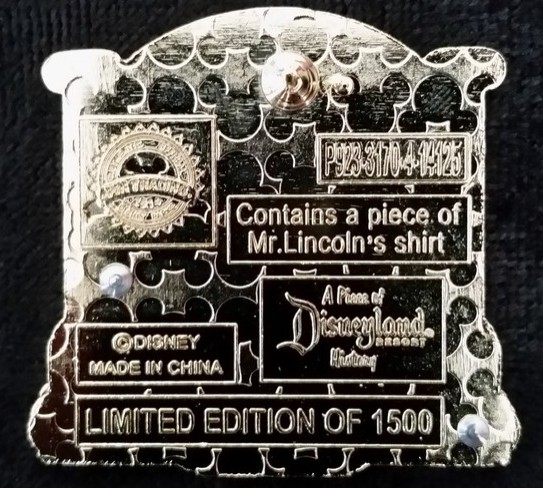 P923-3170-4-14125
Contains a piece of
Mr.Lincoln's shirt
A Piece of
Disneyland
RESORT
History
©DISNEY
MADE IN CHINA
LIMITED EDITION OF 1500